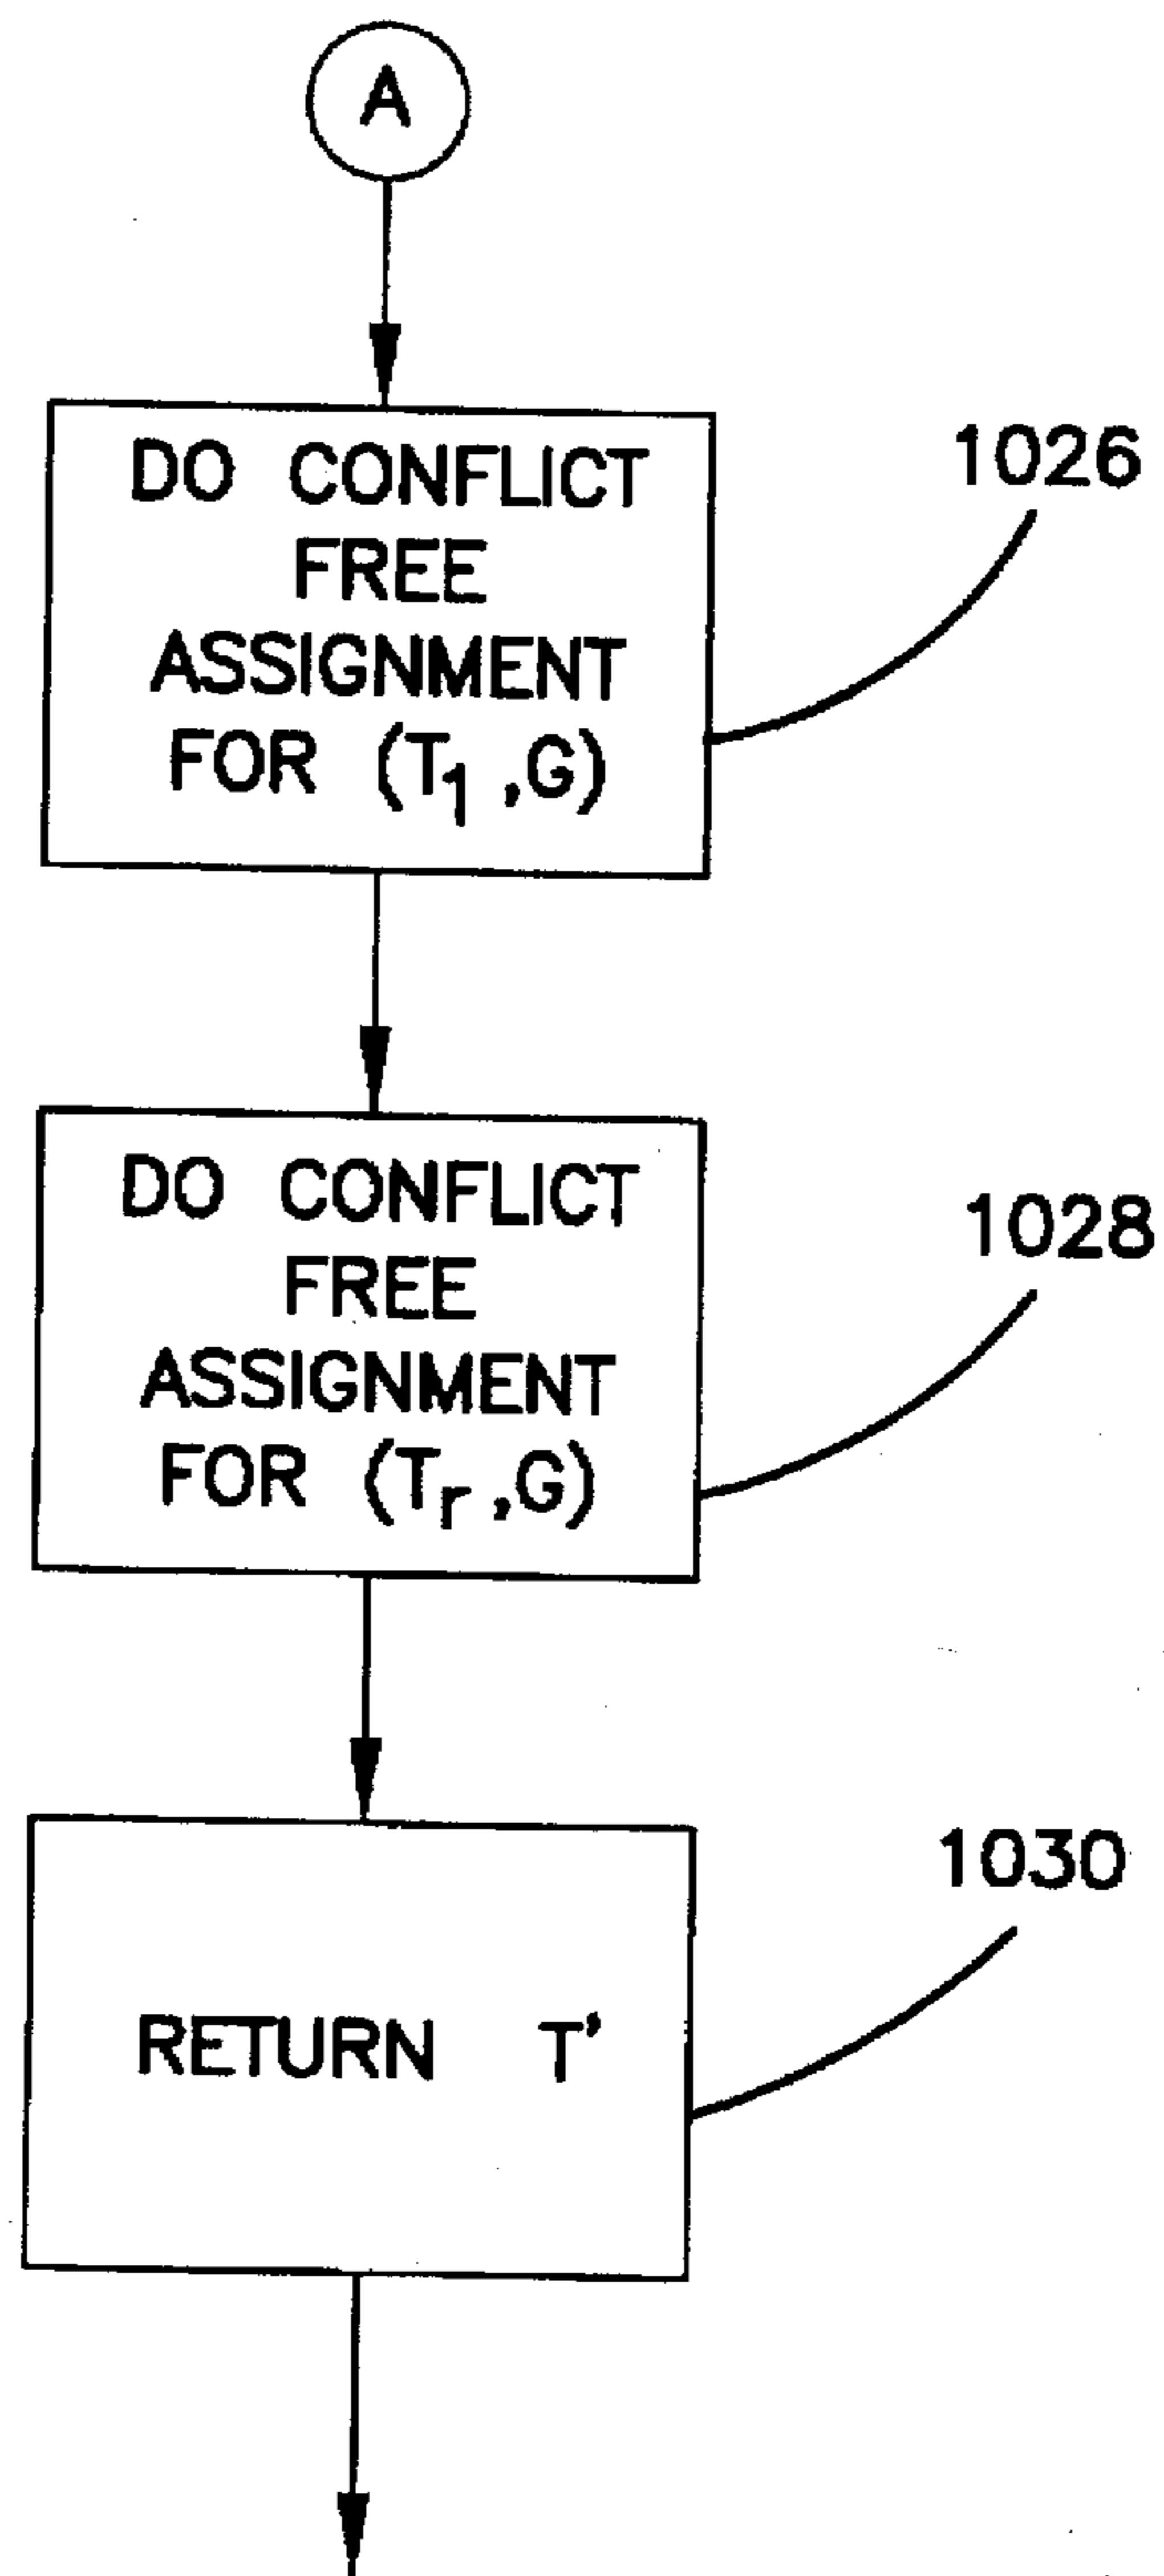 A
DO CONFLICT
FREE
ASSIGNMENT
FOR (T₁,G)
1026
DO CONFLICT
FREE
ASSIGNMENT
FOR (Tᵣ,G)
1028
RETURN T'
1030